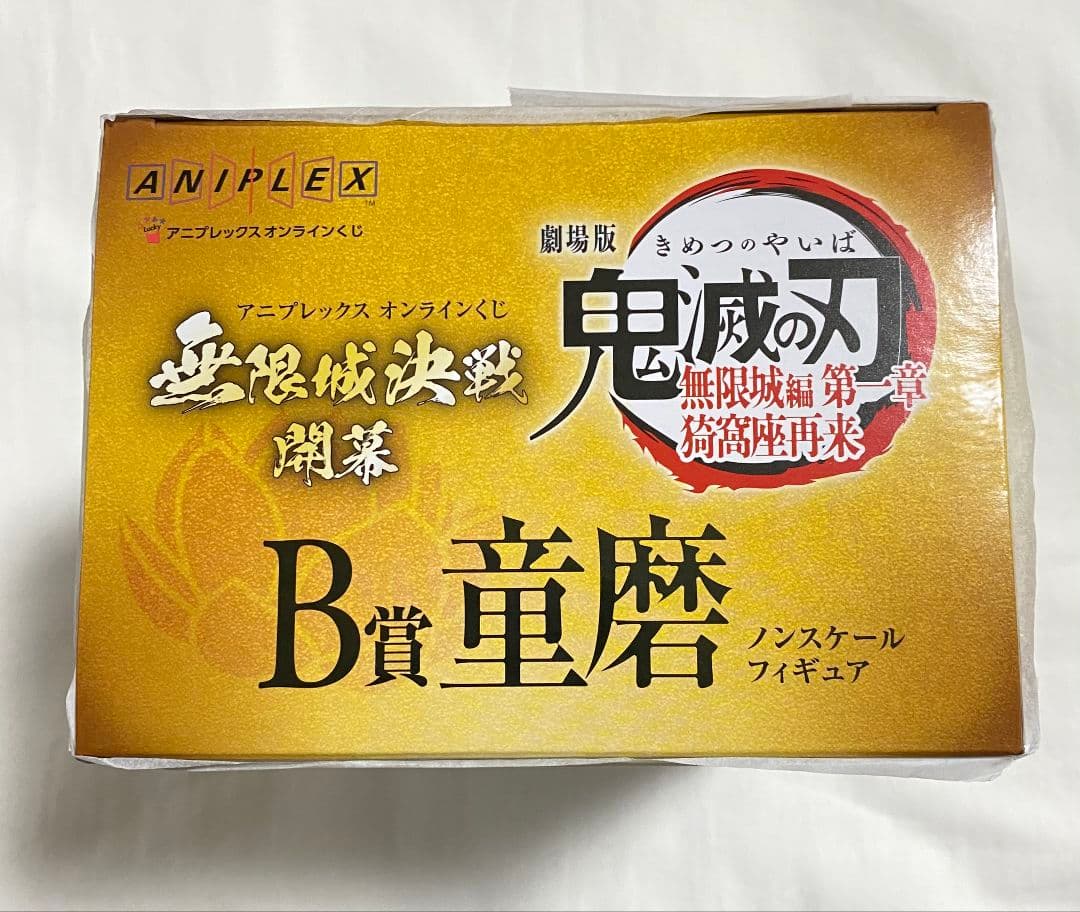 ANIPLEX
TM
Lucky
アニプレックス オンラインくじ
アニプレックス オンラインくじ
無限城決戦
開幕
劇場版
きめつのやいば
鬼滅の刃
無限城編 第一章
猗窩座再来
B賞 童磨
ノンスケール
フィギュア